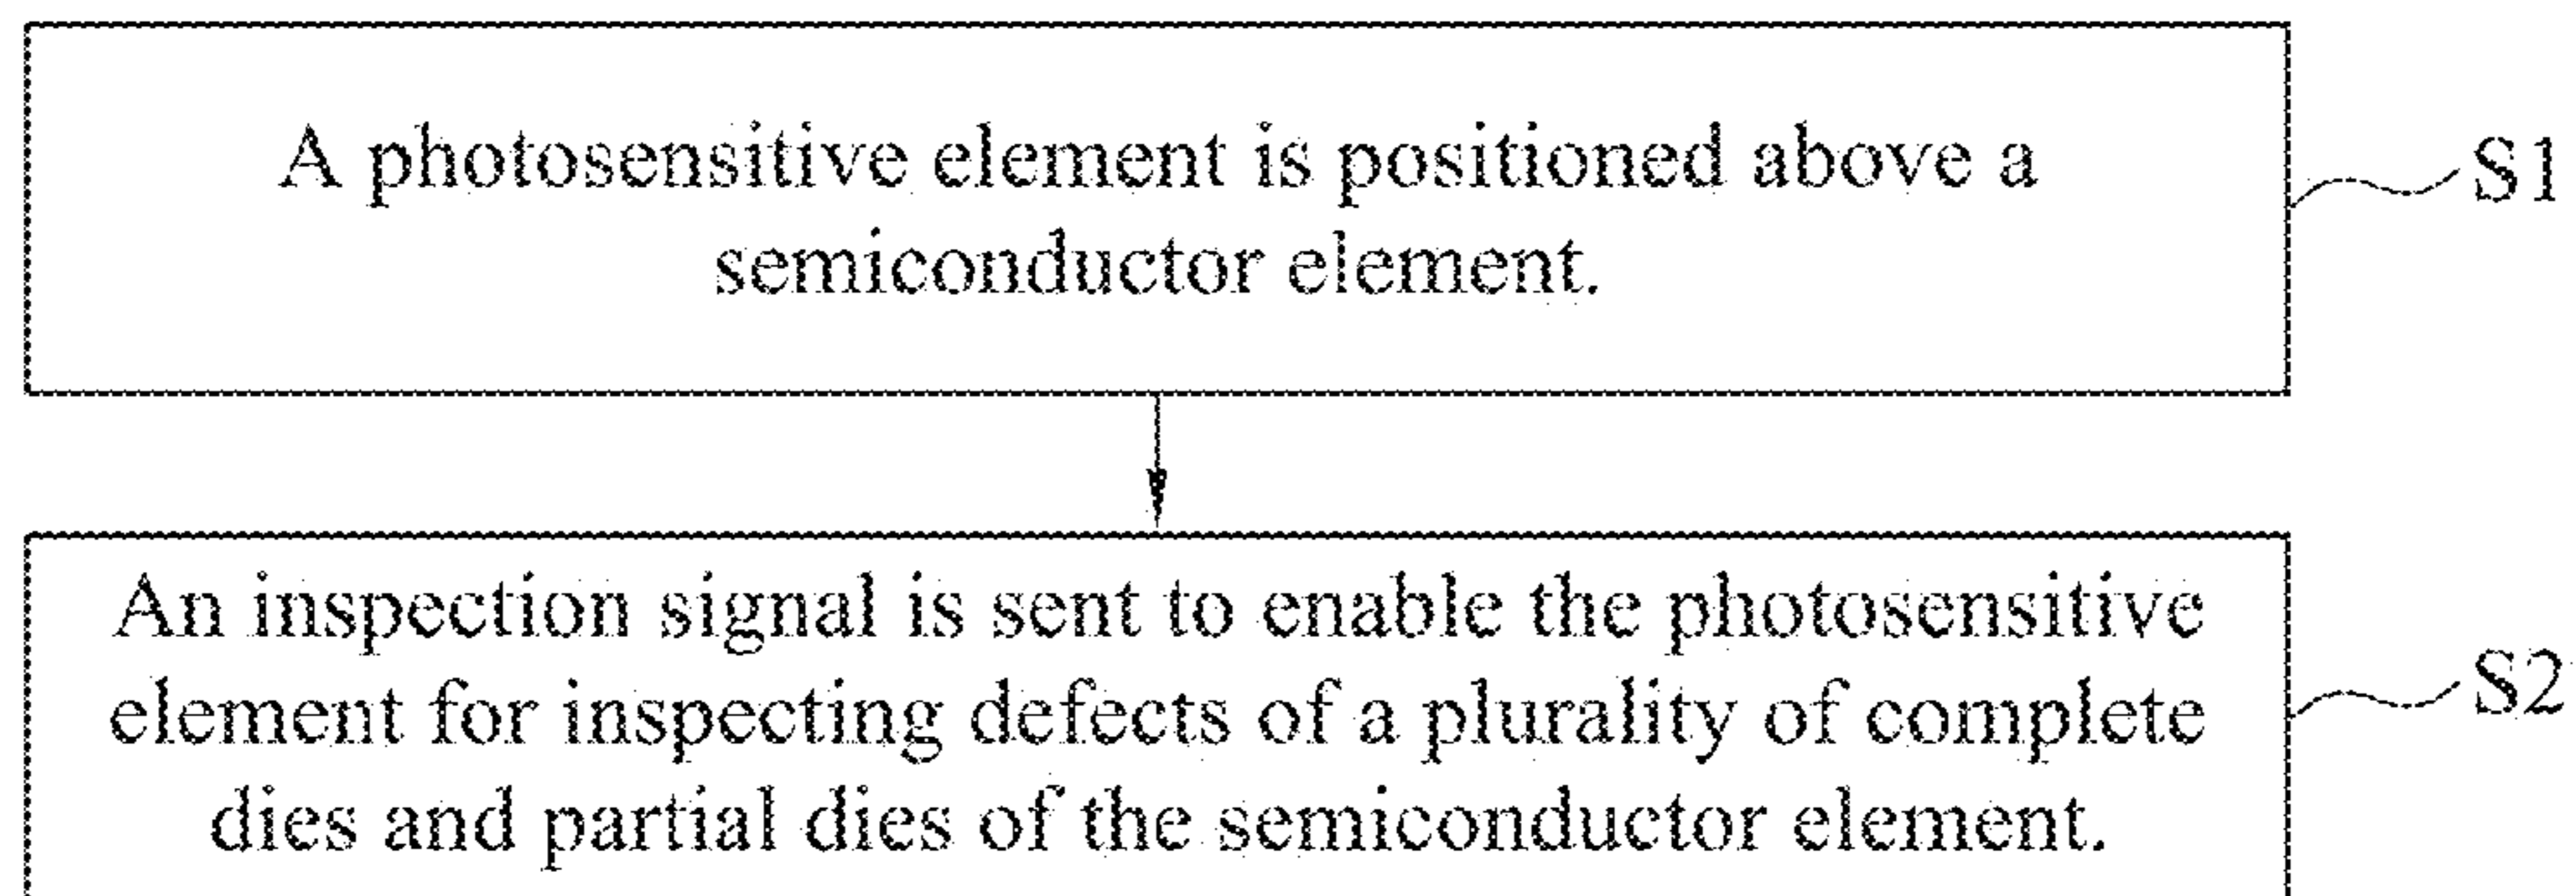 A photosensitive element is positioned above a
semiconductor element.
S1
An inspection signal is sent to enable the photosensitive
element for inspecting defects of a plurality of complete
dies and partial dies of the semiconductor element.
S2